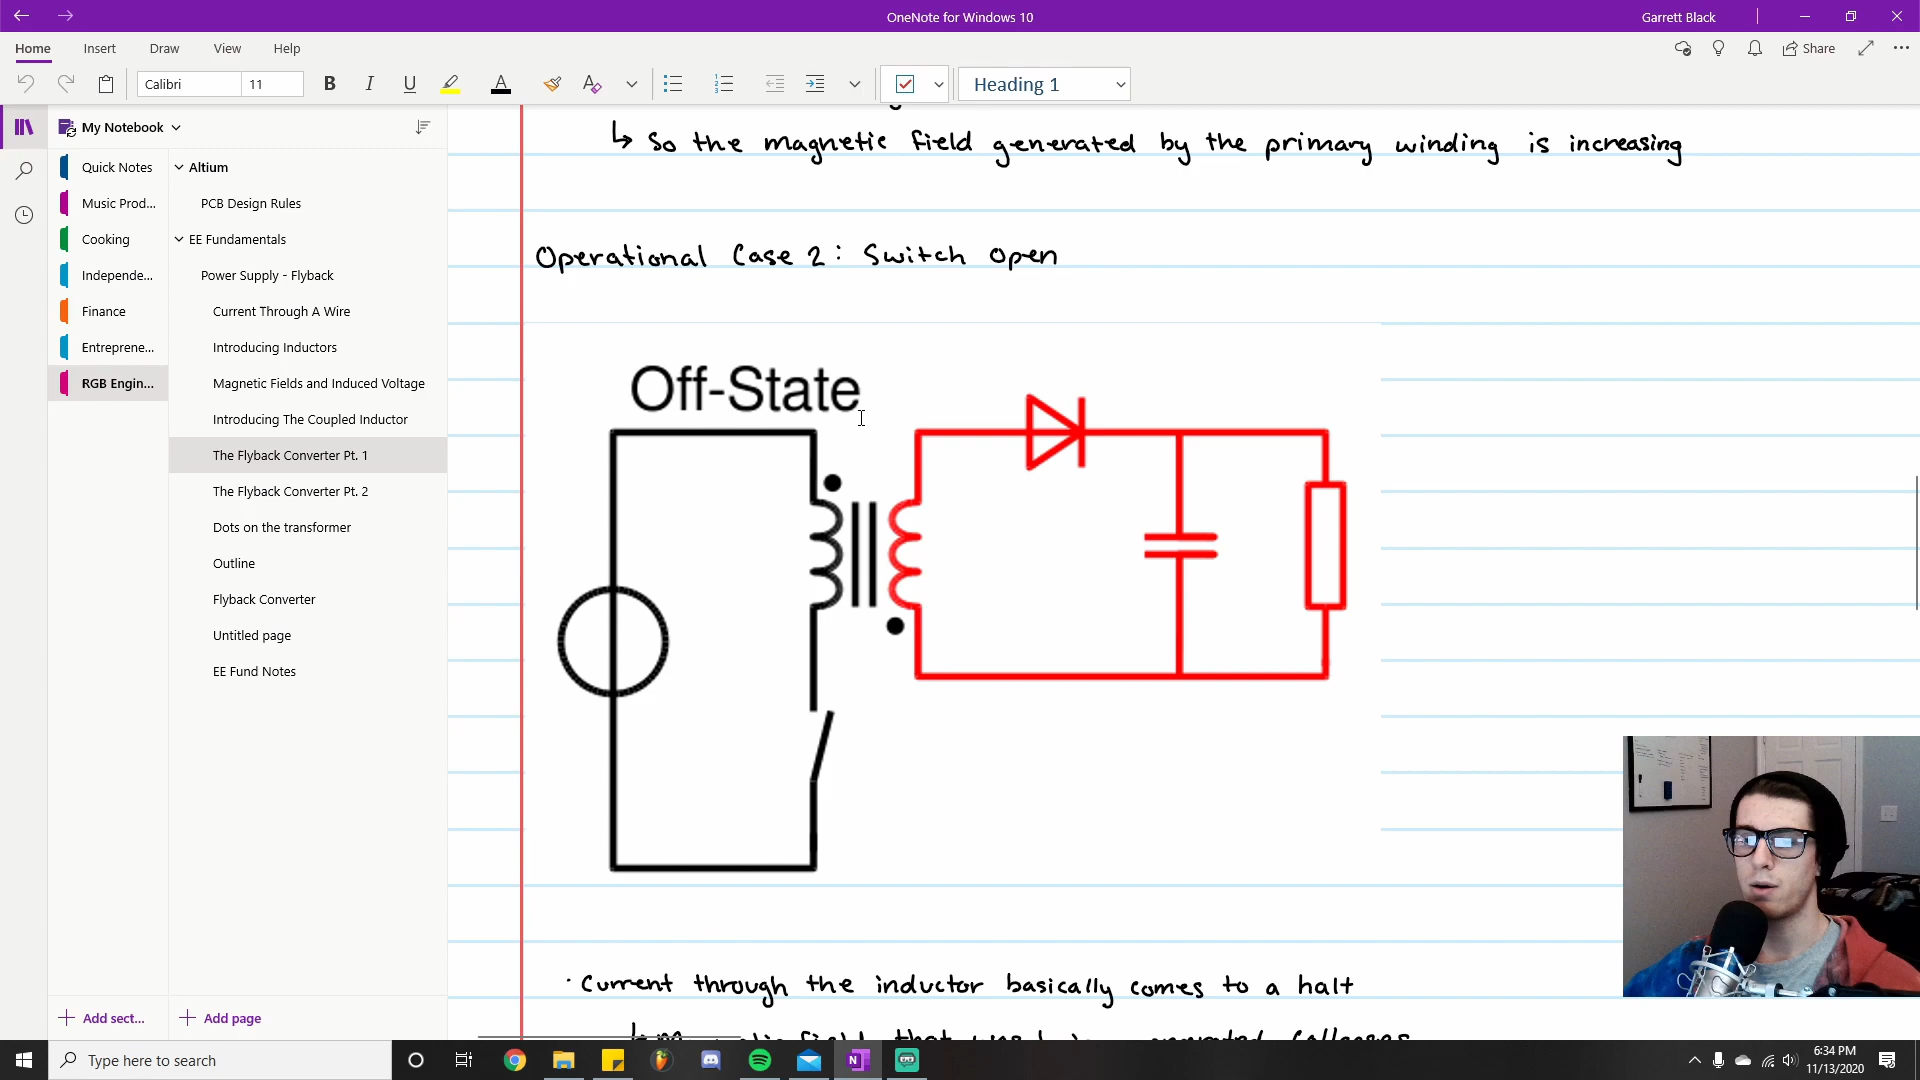 OneNote for Windows 10
Garrett Black
Home
Insert
Draw
View
Help
Share
Calibri
11
B
I
U
A
A
Heading 1
My Notebook
Quick Notes
Music Prod...
Cooking
Independe...
Finance
Entreprene...
RGB Engin...
Altium
PCB Design Rules
EE Fundamentals
Power Supply - Flyback
Current Through A Wire
Introducing Inductors
Magnetic Fields and Induced Voltage
Introducing The Coupled Inductor
The Flyback Converter Pt. 1
The Flyback Converter Pt. 2
Dots on the transformer
Outline
Flyback Converter
Untitled page
EE Fund Notes
Add sect...
Add page
↳ So the magnetic field generated by the primary winding is increasing
Operational Case 2: Switch Open
Off-State
· Current through the inductor basically comes to a halt
field that was
Type here to search
6:34 PM
11/13/2020